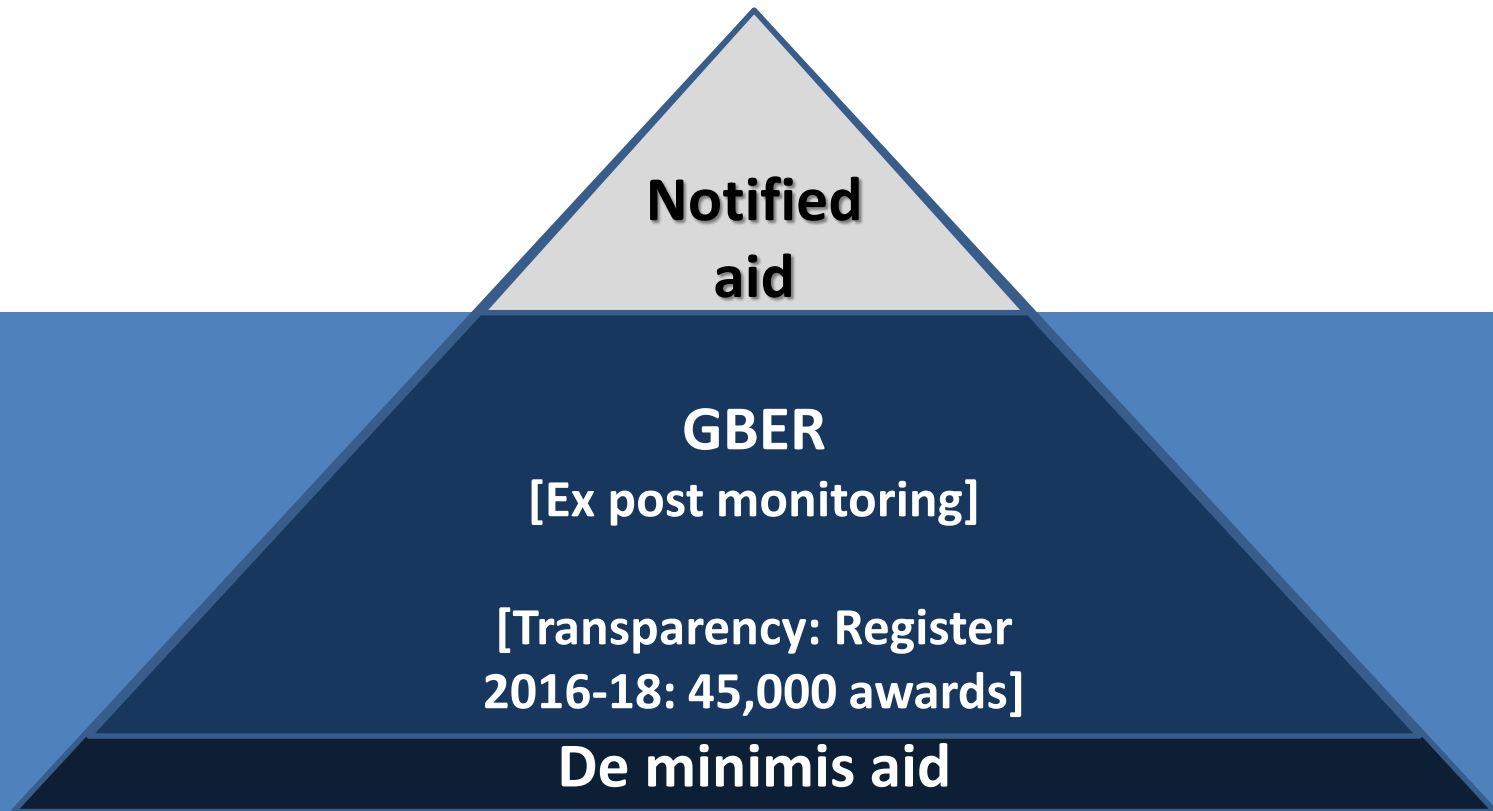 Notified
aid
GBER
[Ex post monitoring]
[Transparency: Register
2016-18: 45,000 awards]
De minimis aid